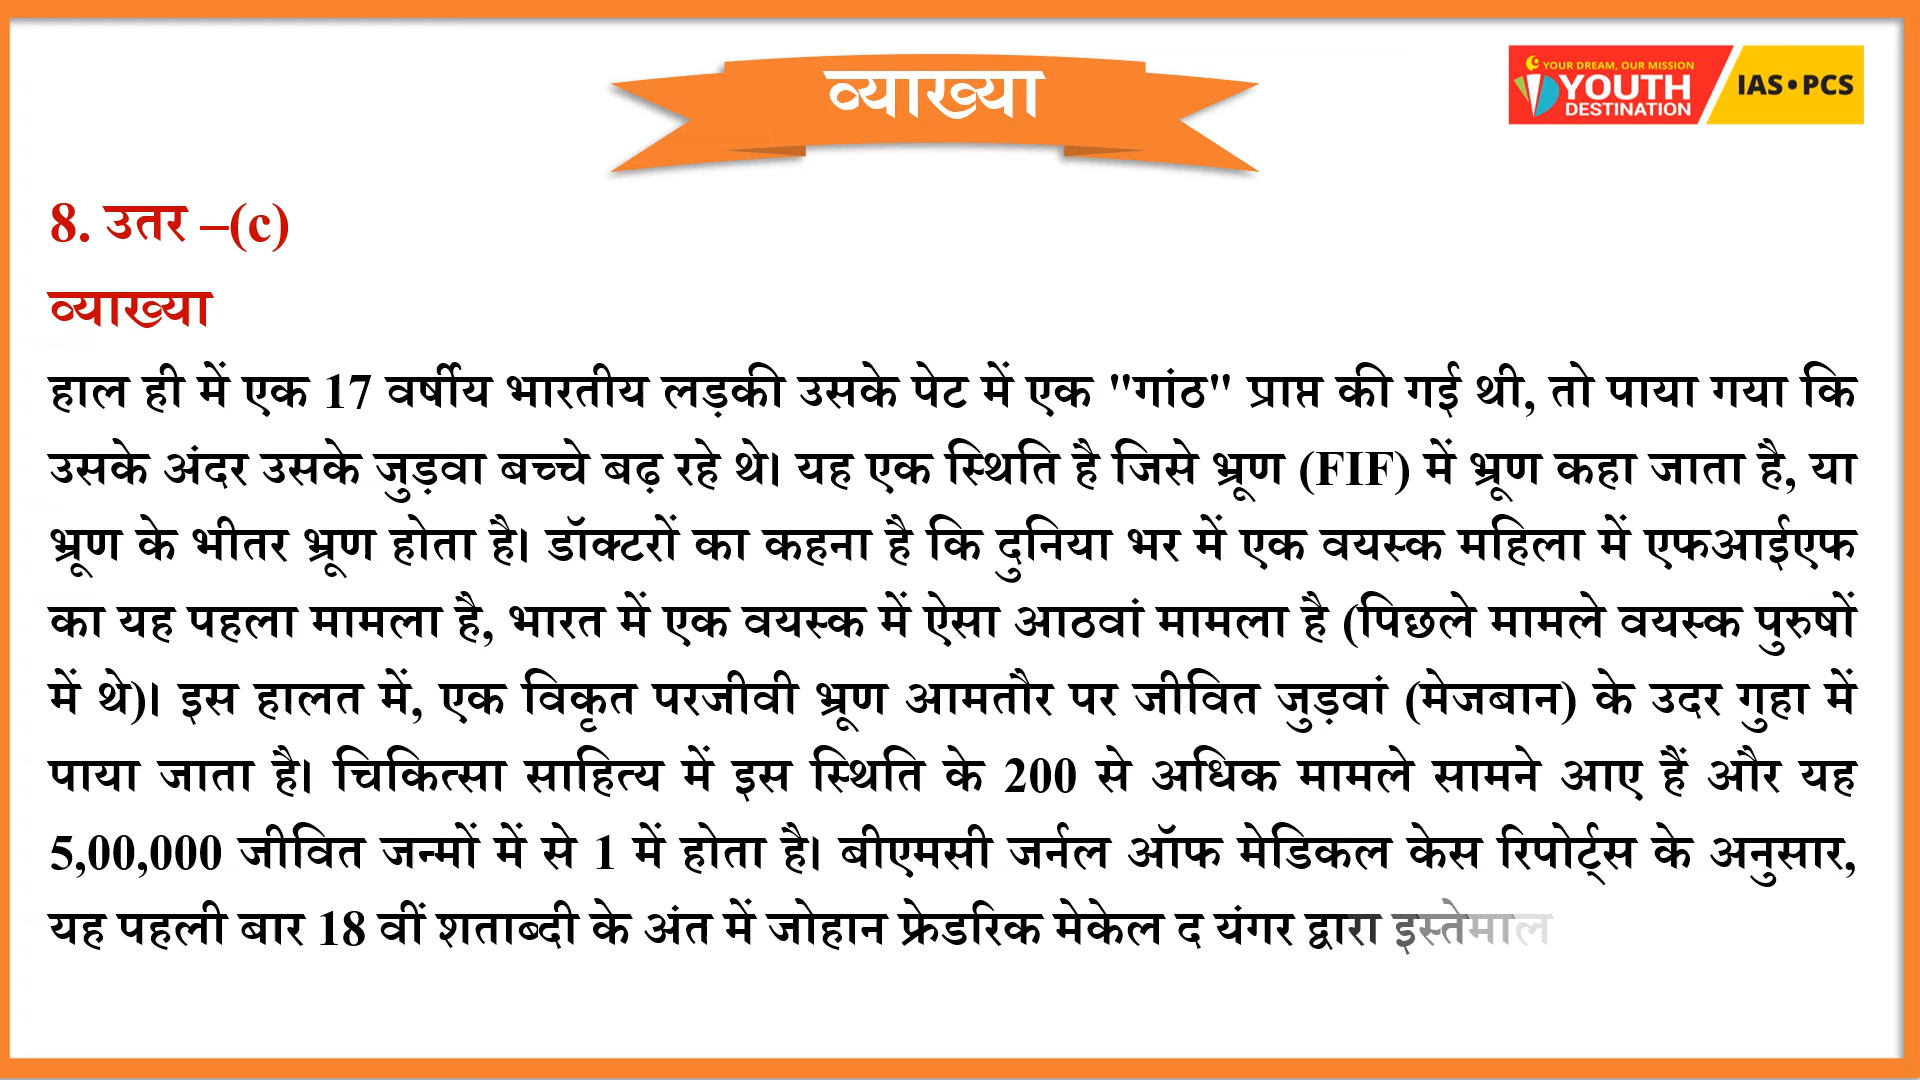 व्याख्या
YOUR DREAM, OUR MISSION
YOUTH
DESTINATION
IAS•PCS
8. उतर –(c)
व्याख्या
हाल ही में एक 17 वर्षीय भारतीय लड़की उसके पेट में एक "गांठ" प्राप्त की गई थी, तो पाया गया कि
उसके अंदर उसके जुड़वा बच्चे बढ़ रहे थे। यह एक स्थिति है जिसे भ्रूण (FIF) में भ्रूण कहा जाता है, या
भ्रूण के भीतर भ्रूण होता है। डॉक्टरों का कहना है कि दुनिया भर में एक वयस्क महिला में एफआईएफ
का यह पहला मामला है, भारत में एक वयस्क में ऐसा आठवां मामला है (पिछले मामले वयस्क पुरुषों
में थे)। इस हालत में, एक विकृत परजीवी भ्रूण आमतौर पर जीवित जुड़वां (मेजबान) के उदर गुहा में
पाया जाता है। चिकित्सा साहित्य में इस स्थिति के 200 से अधिक मामले सामने आए हैं और यह
5,00,000 जीवित जन्मों में से 1 में होता है। बीएमसी जर्नल ऑफ मेडिकल केस रिपोर्ट्स के अनुसार,
यह पहली बार 18 वीं शताब्दी के अंत में जोहान फ्रेडरिक मेकेल द यंगर द्वारा इस्तेमाल